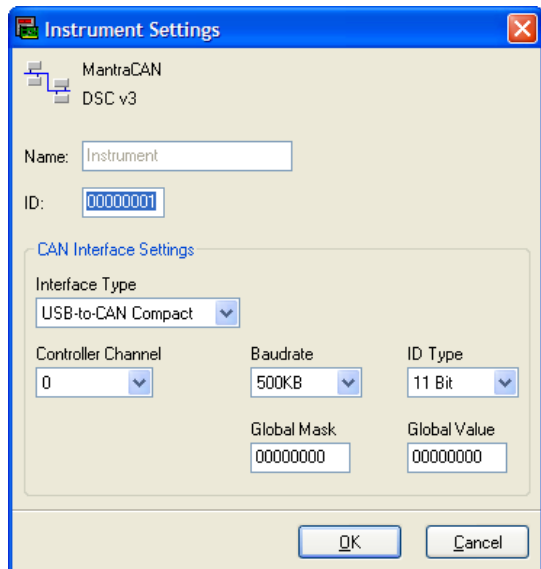 Instrument Settings
MantraCAN
DSC v3
Name: Instrument
ID: 00000001
CAN Interface Settings
Interface Type
USB-to-CAN Compact
Controller Channel Baudrate ID Type
0 500KB 11 Bit
Global Mask Global Value
00000000 00000000
OK Cancel